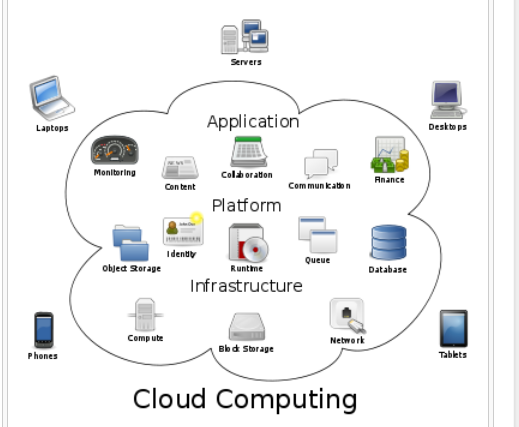 Servers
Laptops
Desktops
Application
Monitoring
Content
Collaboration
Communication
Finance
Platform
Object Storage
Identity
Runtime
Queue
Database
Infrastructure
Compute
Block Storage
Network
Phones
Tablets
Cloud Computing